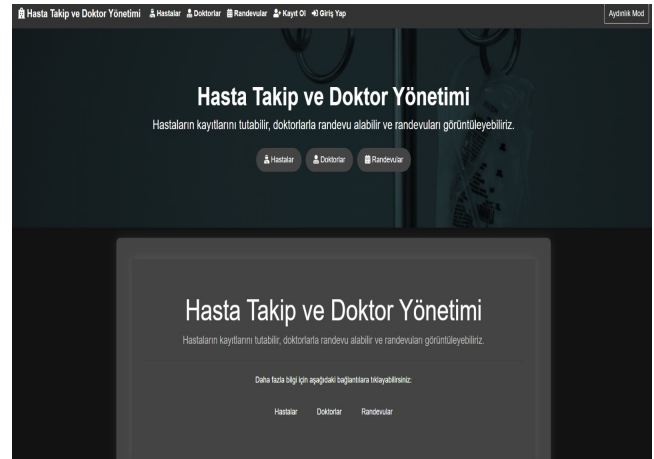 Hasta Takip ve Doktor Yönetimi Hastalar Doktorlar Randevular Kayıt Ol Giriş Yap Aydınlık Mod
Hasta Takip ve Doktor Yönetimi
Hastaların kayıtlarını tutabilir, doktorlarla randevu alabilir ve randevuları görüntüleyebiliriz.
Hastalar Doktorlar Randevular
Hasta Takip ve Doktor Yönetimi
Hastaların kayıtlarını tutabilir, doktorlarla randevu alabilir ve randevuları görüntüleyebiliriz.
Daha fazla bilgi için aşağıdaki bağlantılara tıklayabilirsiniz:
Hastalar Doktorlar Randevular